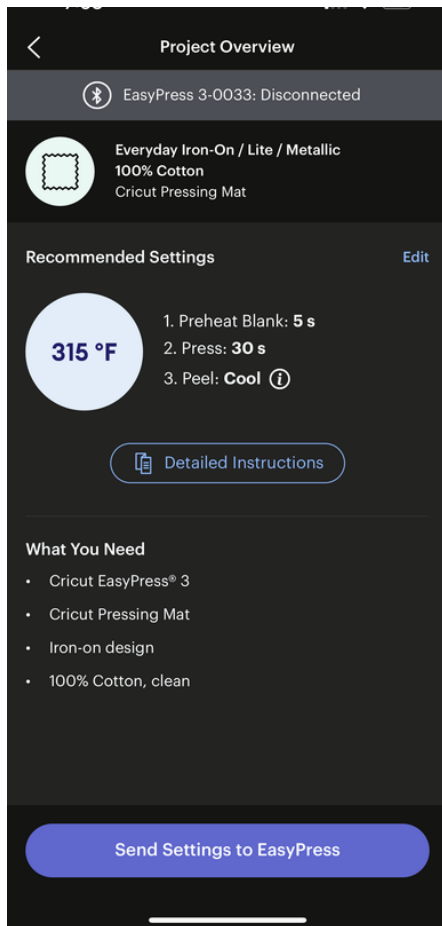 Project Overview
EasyPress 3-0033: Disconnected
Everyday Iron-On / Lite / Metallic
100% Cotton
Cricut Pressing Mat
Recommended Settings
Edit
315 °F
1. Preheat Blank: 5 s
2. Press: 30 s
3. Peel: Cool
Detailed Instructions
What You Need
• Cricut EasyPress® 3
• Cricut Pressing Mat
• Iron-on design
• 100% Cotton, clean
Send Settings to EasyPress